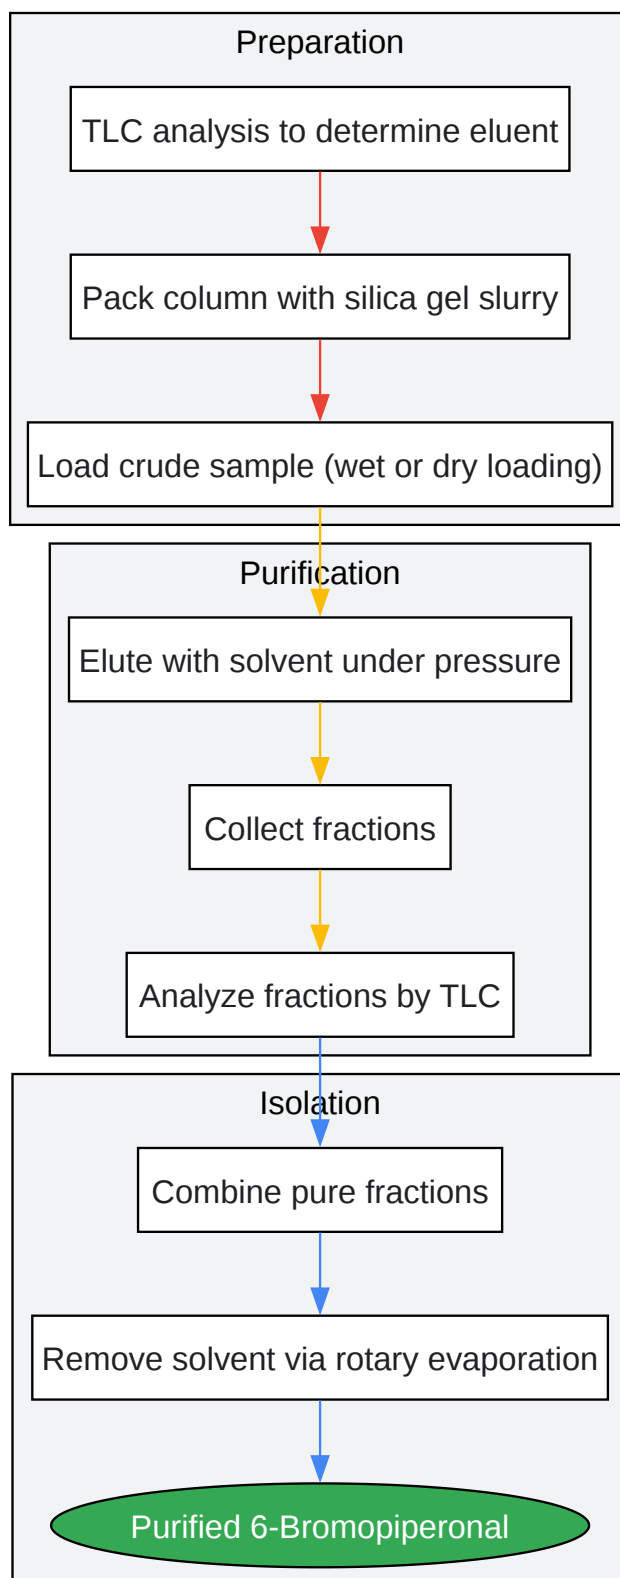 Preparation
TLC analysis to determine eluent
Pack column with silica gel slurry
Load crude sample (wet or dry loading)
Purification
Elute with solvent under pressure
Collect fractions
Analyze fractions by TLC
Isolation
Combine pure fractions
Remove solvent via rotary evaporation
Purified 6-Bromopiperonal